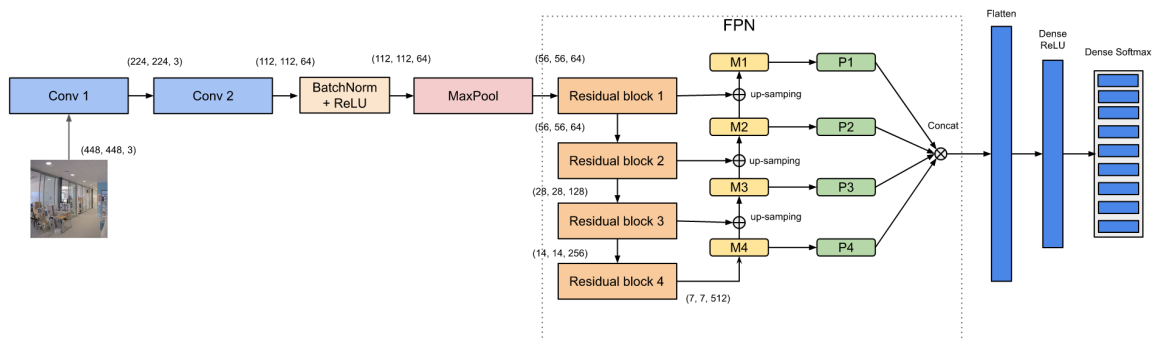 FPN
Flatten
Dense
ReLU
Dense Softmax
(224, 224, 3)
(112, 112, 64)
(112, 112, 64)
(56, 56, 64)
Conv 1
Conv 2
BatchNorm
+ ReLU
MaxPool
Residual block 1
M1
P1
up-samping
(448, 448, 3)
(56, 56, 64)
M2
P2
Concat
Residual block 2
up-samping
(28, 28, 128)
M3
P3
Residual block 3
up-samping
(14, 14, 256)
M4
P4
Residual block 4
(7, 7, 512)